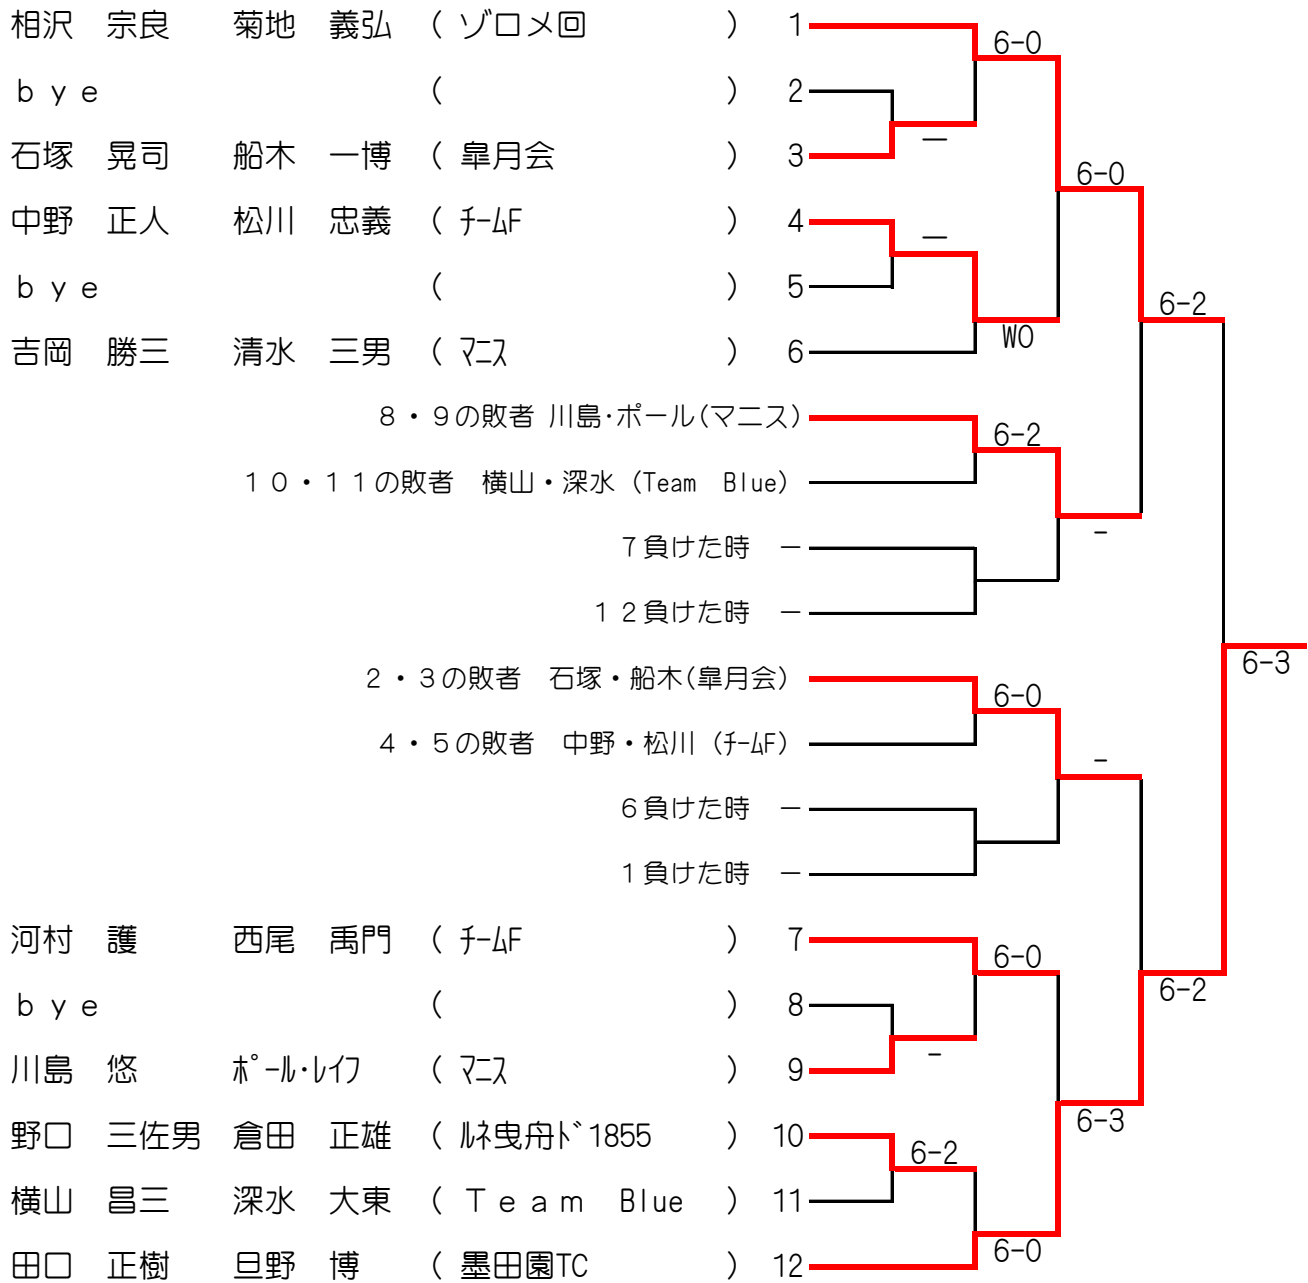 相沢　宗良　　菊地　義弘　（ ゾロメ回　　　　） 1
6-0
ｂｙｅ　　　　　　　　　　（　　　　　　　　） 2
―
石塚　晃司　　船木　一博　（ 皐月会　　　　） 3
6-0
中野　正人　　松川　忠義　（ ﾁｰﾑF　　　　） 4
―
ｂｙｅ　　　　　　　　　　（　　　　　　　　） 5
6-2
吉岡　勝三　　清水　三男　（ ﾏﾆｽ　　　　） 6
WO
８・９の敗者 川島･ポール(マニス)
6-2
１０・１１の敗者　横山・深水（Team　Blue）
７負けた時　－
-
１２負けた時　－
6-3
２・３の敗者　石塚・船木(皐月会)
6-0
４・５の敗者　中野・松川（ﾁｰﾑF）
-
６負けた時　－
１負けた時　－
河村　護　　　西尾　禹門　（ ﾁｰﾑF　　　　） 7
6-0
ｂｙｅ　　　　　　　　　　（　　　　　　　　） 8
6-2
-
川島　悠　　　ﾎﾟｰﾙ･ﾚｲﾌ　　（ ﾏﾆｽ　　　　） 9
6-3
野口　三佐男　倉田　正雄　（ ﾙﾈ曳舟ﾄﾞ1855　　） 10
6-2
横山　昌三　　深水　大東　（ Ｔｅａｍ　Blue　） 11
6-0
田口　正樹　　旦野　博　　（ 墨田園TC　　　　） 12